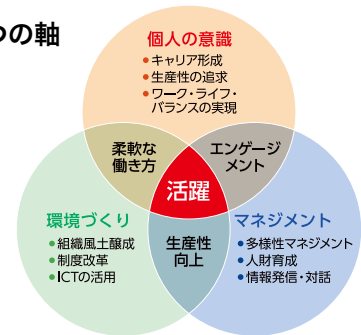 つの軸
個人の意識
•キャリア形成
•生産性の追求
•ワーク・ライフ・
バランスの実現
柔軟な
働き方
エンゲージ
メント
活躍
環境づくり
•組織風土醸成
•制度改革
•ICTの活用
生産性
向上
マネジメント
•多様性マネジメント
•人財育成
•情報発信・対話